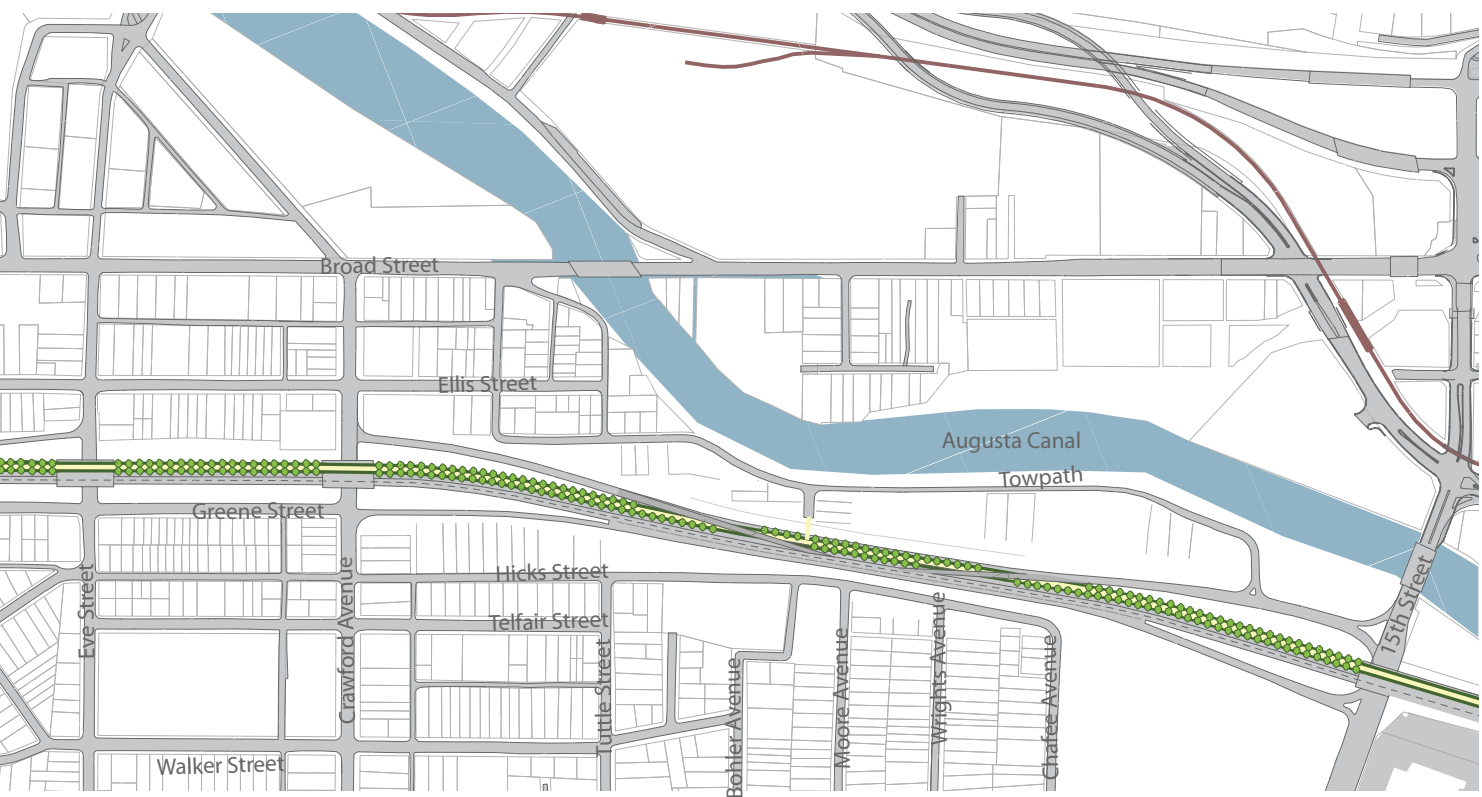 Broad Street
Ellis Street
Augusta Canal
Towpath
Greene Street
Hicks Street
Telfair Street
Eve Street
Crawford Avenue
Tuttle Street
Bohler Avenue
Moore Avenue
Wrights Avenue
Chafee Avenue
15th Street
Walker Street